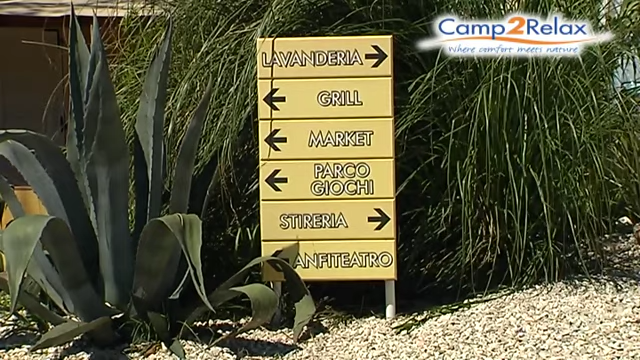 Camp2Relax
Where comfort meets nature
LAVANDERIA
GRILL
MARKET
PARCO
GIOCHI
STIRERIA
ANFITEATRO